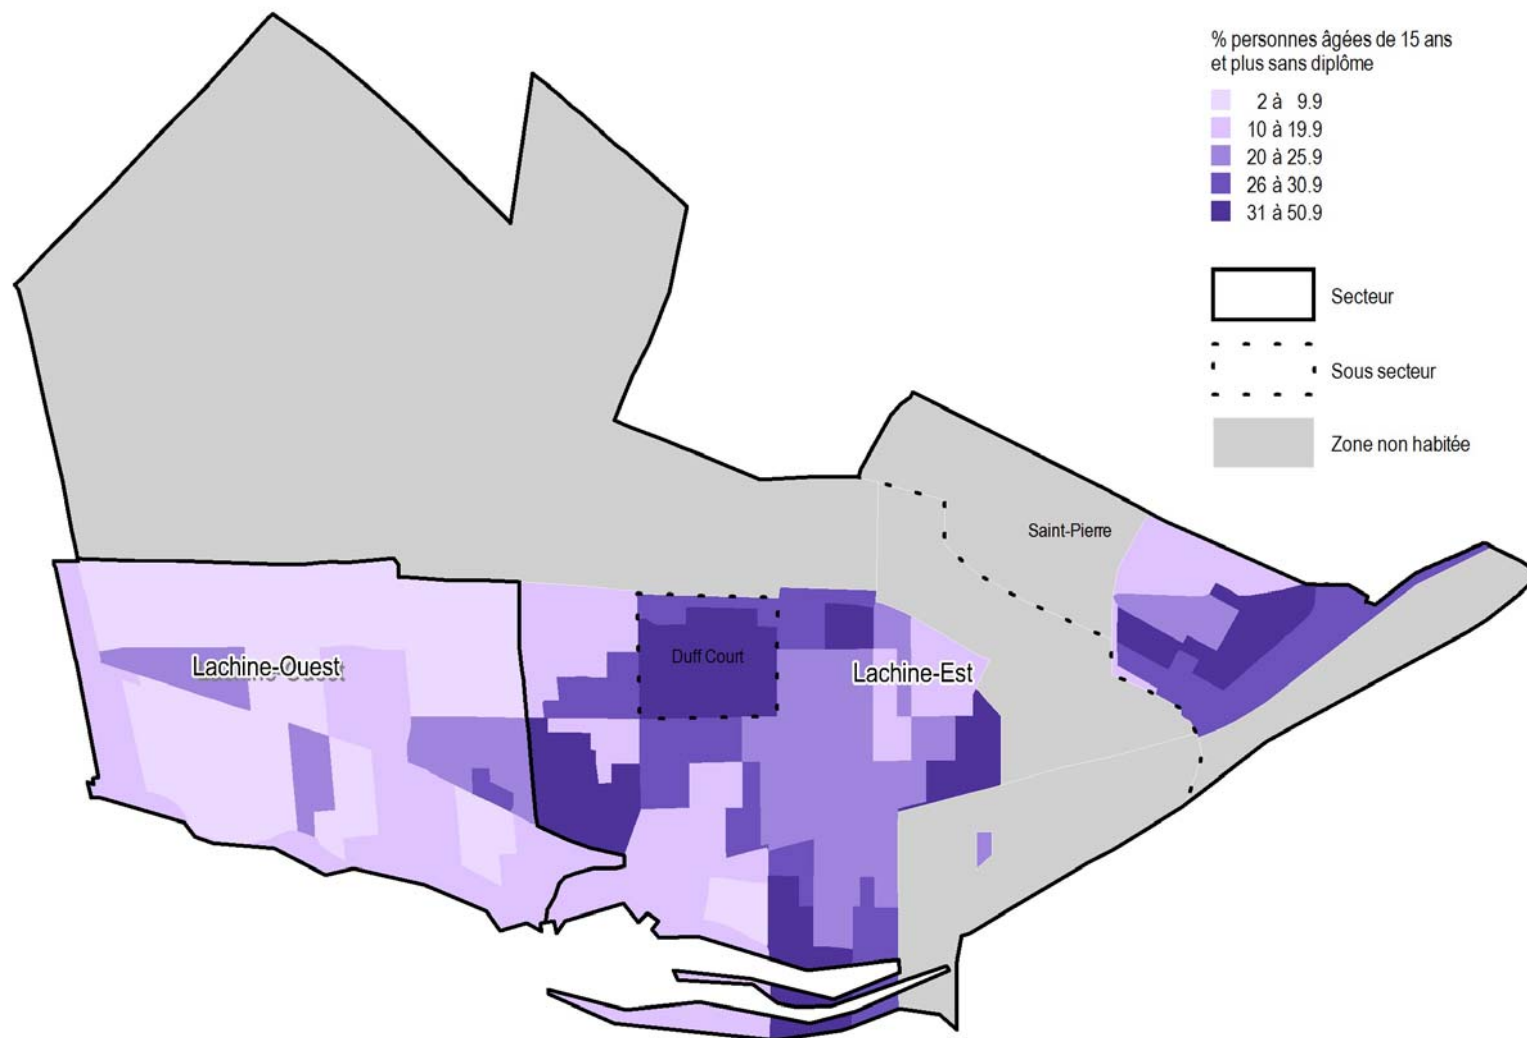 % personnes âgées de 15 ans
et plus sans diplôme
2 à 9.9
10 à 19.9
20 à 25.9
26 à 30.9
31 à 50.9
Secteur
Sous secteur
Zone non habitée
Saint-Pierre
Duff Court
Lachine-Ouest
Lachine-Est